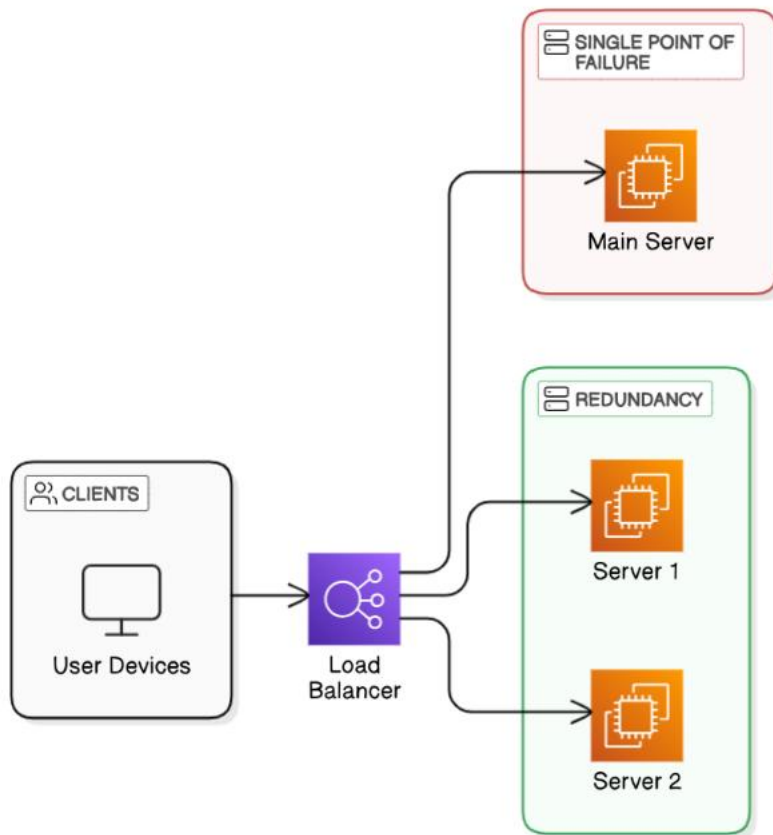 SINGLE POINT OF
FAILURE
Main Server
REDUNDANCY
CLIENTS
Server 1
User Devices
Load
Balancer
Server 2